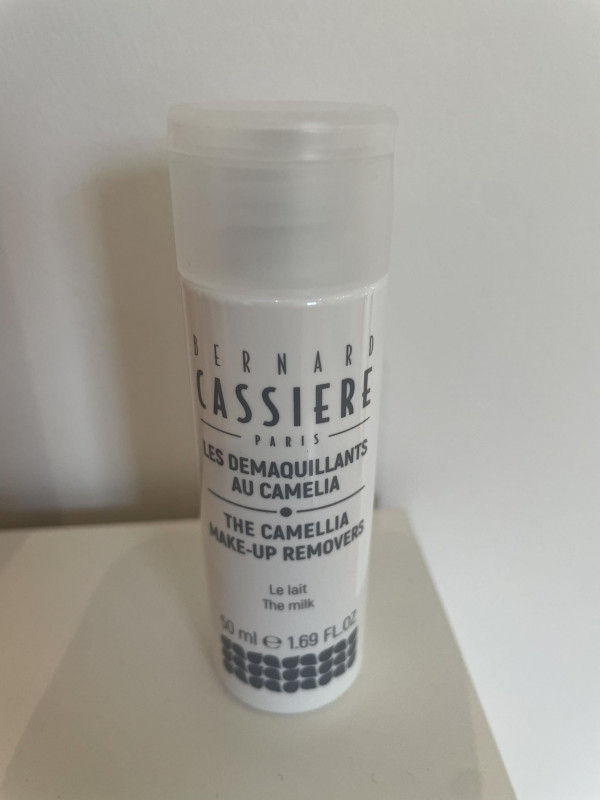 BERNARD
CASSIERE
PARIS
LES DEMAQUILLANTS
AU CAMELIA
THE CAMELLIA
MAKE-UP REMOVERS
Le lait
The milk
50 ml ℮ 1.69 FL.OZ